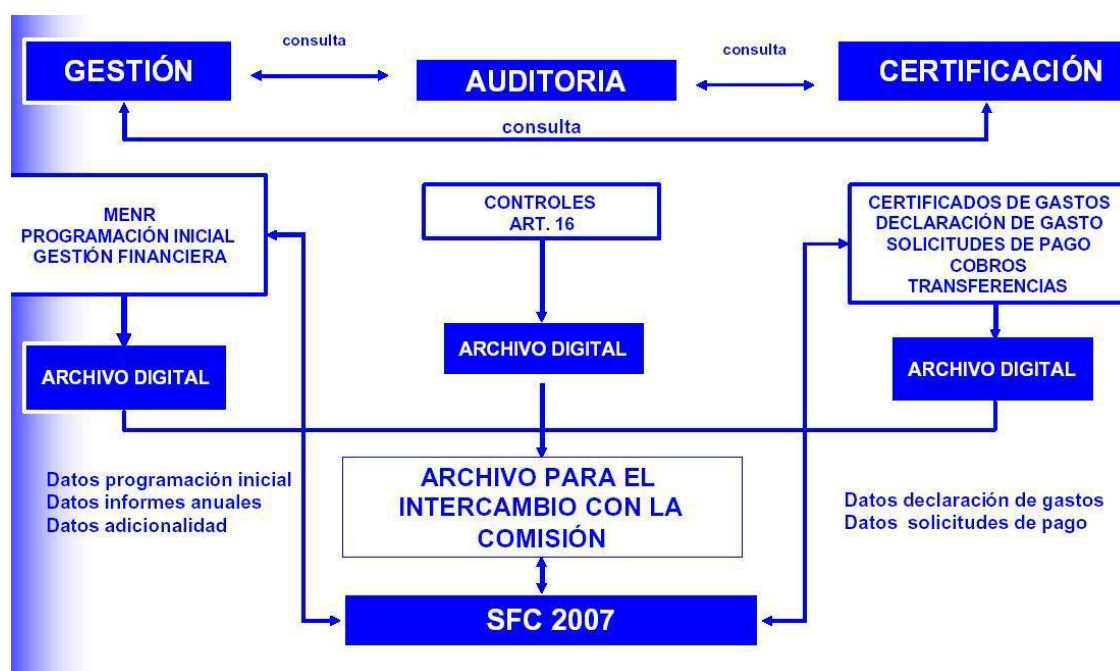 consulta
consulta
GESTIÓN
AUDITORIA
CERTIFICACIÓN
consulta
MENR
PROGRAMACIÓN INICIAL
GESTIÓN FINANCIERA
CONTROLES
ART. 16
CERTIFICADOS DE GASTOS
DECLARACIÓN DE GASTO
SOLICITUDES DE PAGO
COBROS
TRANSFERENCIAS
ARCHIVO DIGITAL
ARCHIVO DIGITAL
ARCHIVO DIGITAL
Datos programación inicial
Datos informes anuales
Datos adicionalidad
ARCHIVO PARA EL
INTERCAMBIO CON LA
COMISIÓN
Datos declaración de gastos
Datos solicitudes de pago
SFC 2007